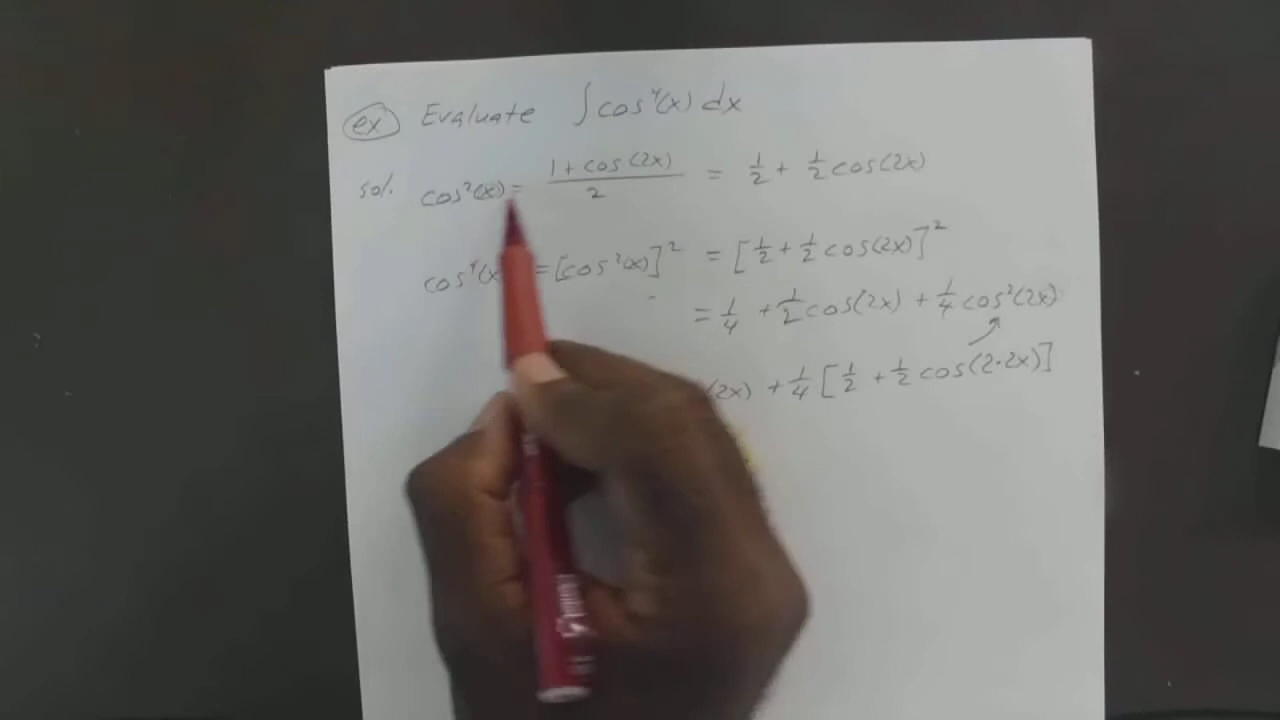 ex Evaluate ∫cos⁴(x) dx
sol. cos²(x) = (1 + cos(2x))/2 = 1/2 + 1/2 cos(2x)
cos⁴(x = [cos²(x)]² = [1/2 + 1/2 cos(2x)]²
= 1/4 + 1/2 cos(2x) + 1/4 cos²(2x)
(2x) + 1/4 [1/2 + 1/2 cos(2·2x)]